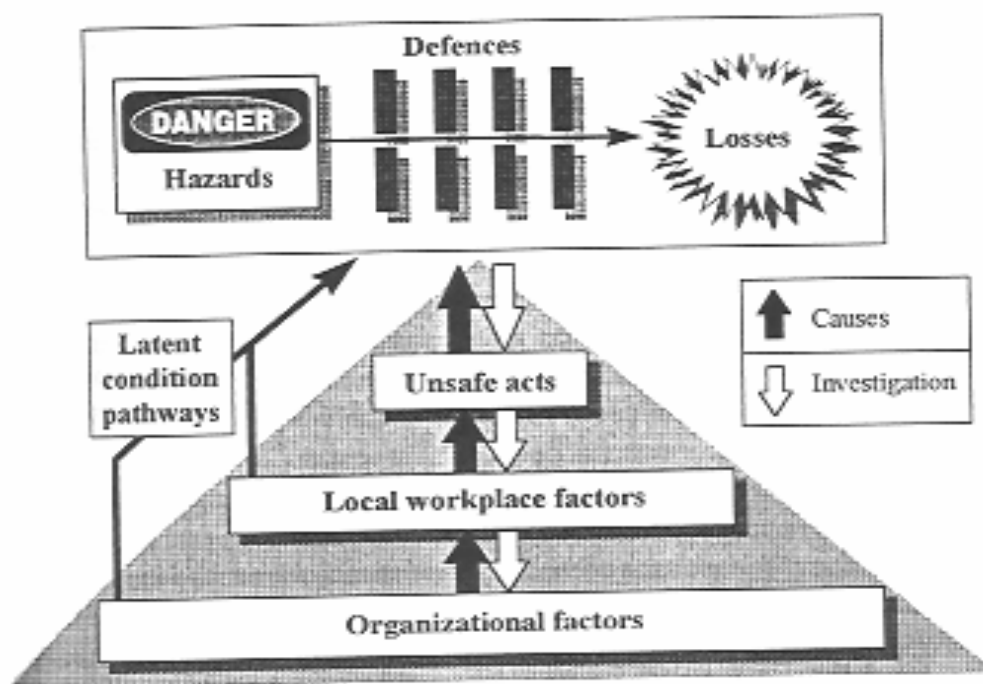 Defences
DANGER
Hazards
Losses
Latent
condition
pathways
Causes
Investigation
Unsafe acts
Local workplace factors
Organizational factors